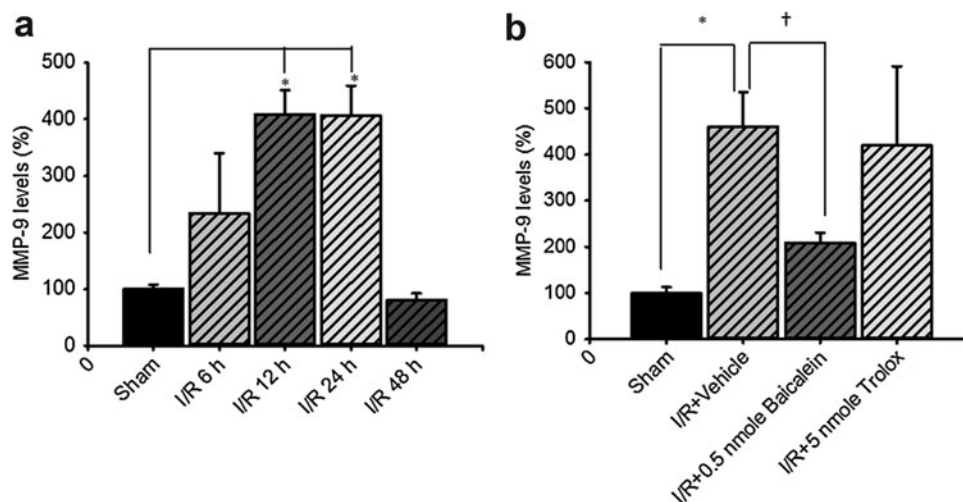 a
MMP-9 levels (%)
500
400
300
200
100
0
*
*
0
Sham
I/R 6 h
I/R 12 h
I/R 24 h
I/R 48 h
b
MMP-9 levels (%)
600
500
400
300
200
100
0
*
†
0
Sham
I/R+Vehicle
I/R+0.5 nmole Baicalein
I/R+5 nmole Trolox